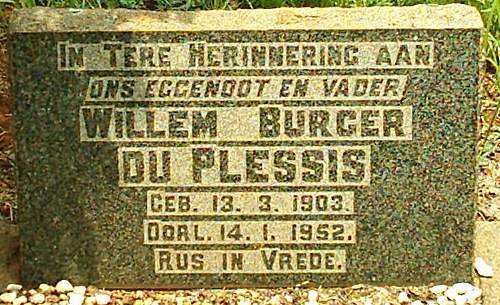 In Tere Herinnering aan
ons eggenoot en vader
Willem Burger
du Plessis
Geb. 13. 3. 1903.
Oorl. 14. 1. 1952.
Rus in Vrede.